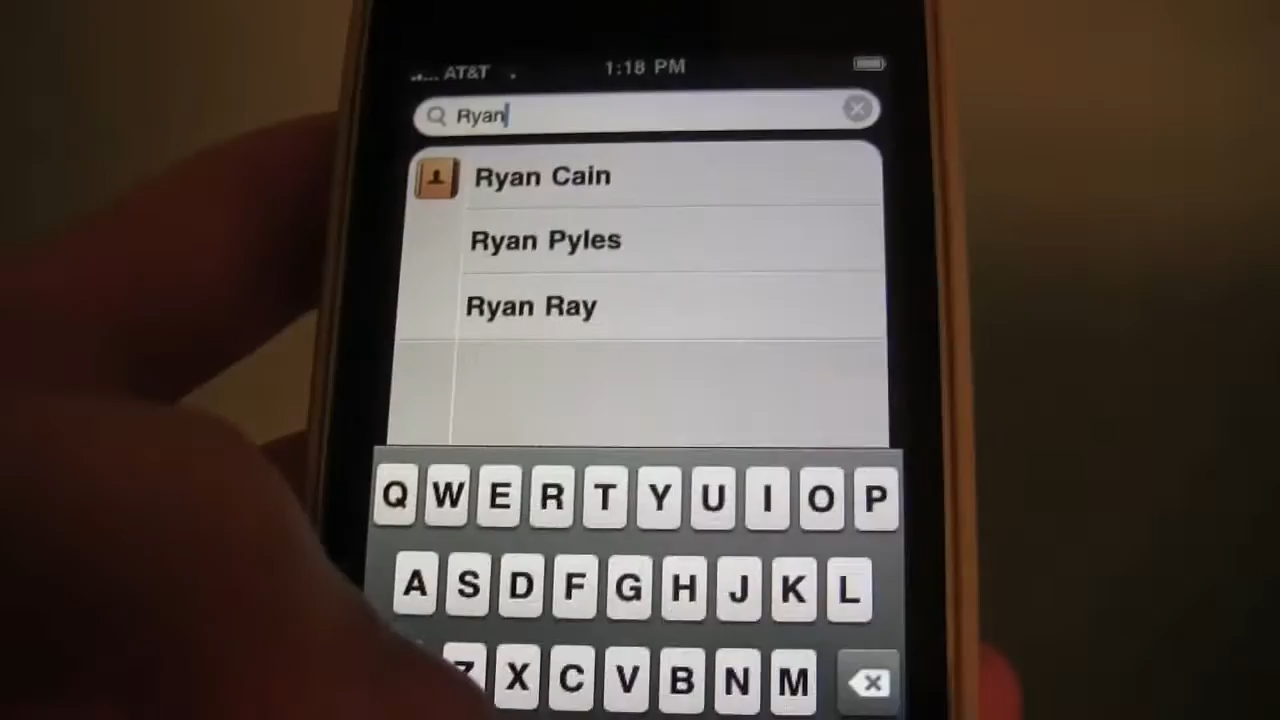 AT&T 1:18 PM
Ryan
Ryan Cain
Ryan Pyles
Ryan Ray
Q W E R T Y U I O P
A S D F G H J K L
Z X C V B N M